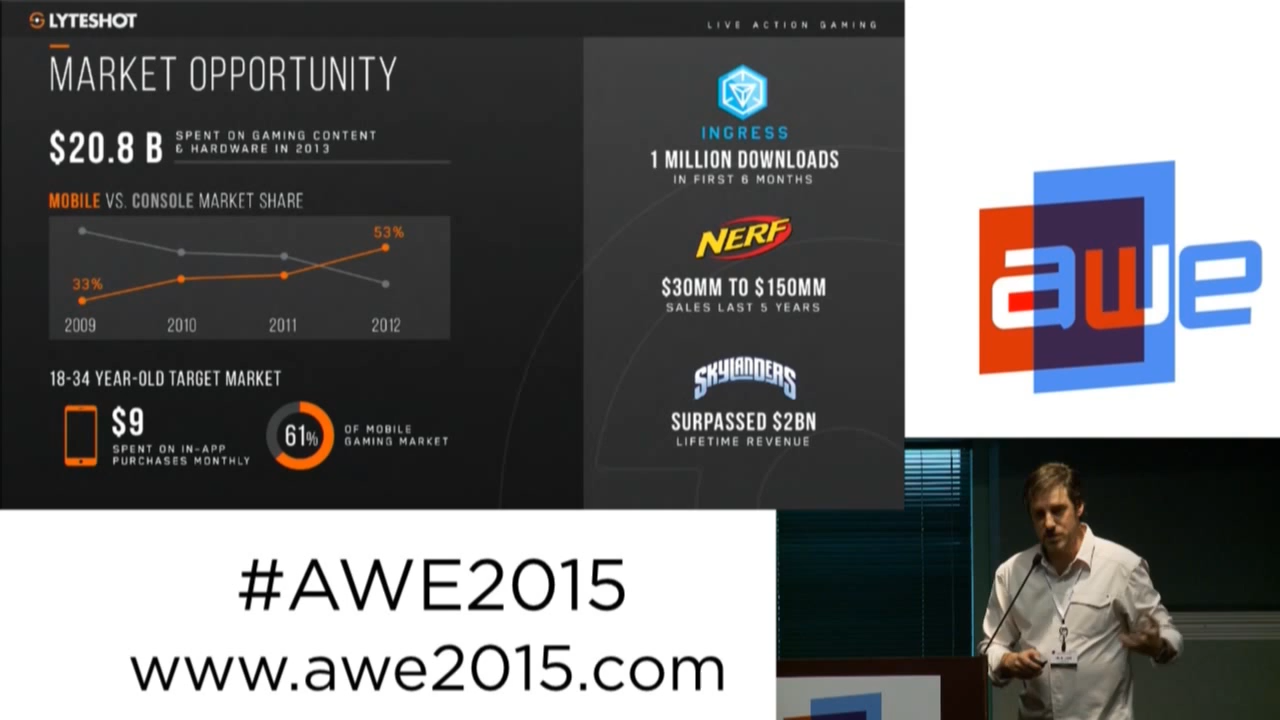 LYTESHOT
LIVE ACTION GAMING
MARKET OPPORTUNITY
$20.8 B
SPENT ON GAMING CONTENT
& HARDWARE IN 2013
MOBILE VS. CONSOLE MARKET SHARE
33%
53%
2009 2010 2011 2012
18-34 YEAR-OLD TARGET MARKET
$9
SPENT ON IN-APP
PURCHASES MONTHLY
61%
OF MOBILE
GAMING MARKET
INGRESS
1 MILLION DOWNLOADS
IN FIRST 6 MONTHS
NERF
$30MM TO $150MM
SALES LAST 5 YEARS
SKYLANDERS
SURPASSED $2BN
LIFETIME REVENUE
awe
#AWE2015
www.awe2015.com